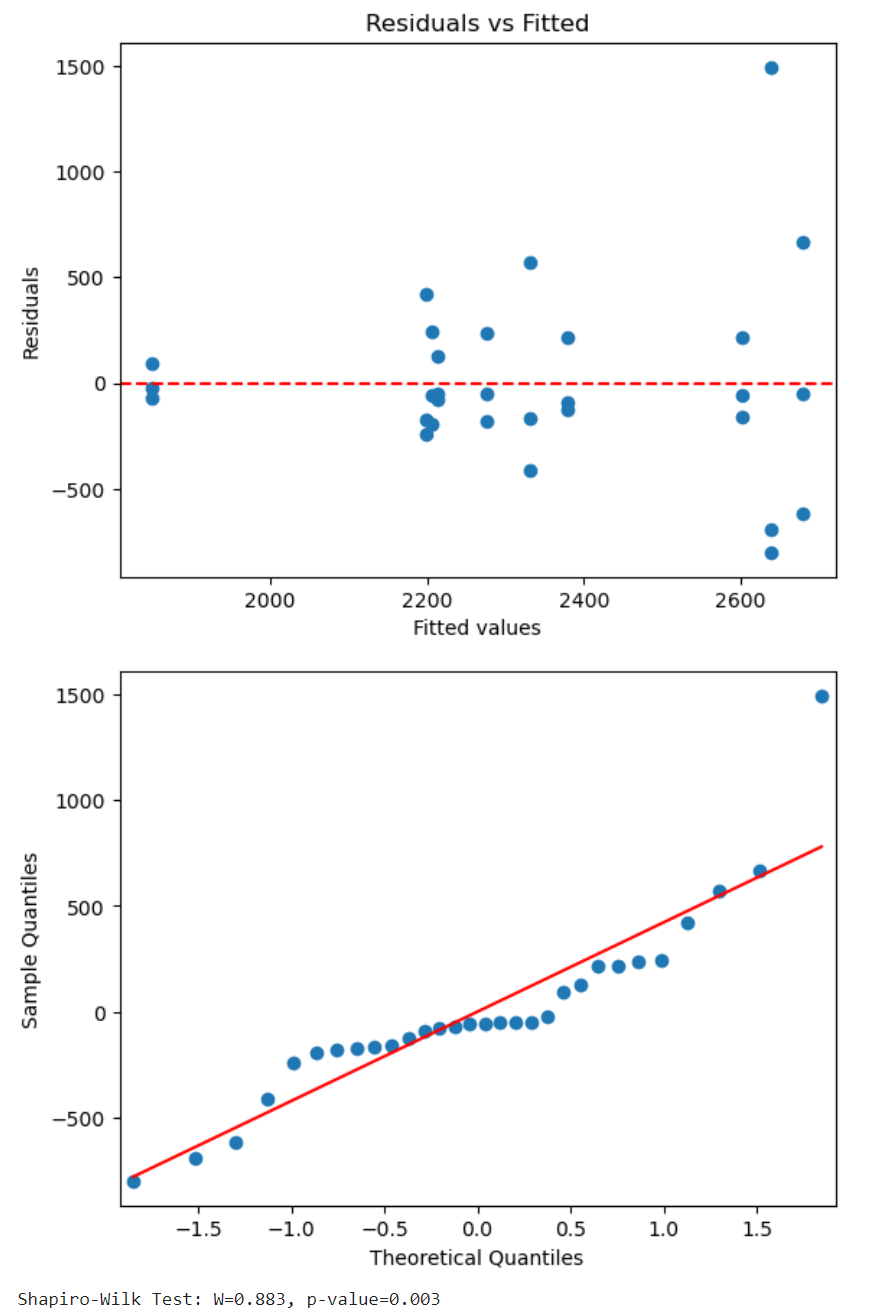 Residuals vs Fitted
1500
1000
500
0
−500
Residuals
2000 2200 2400 2600
Fitted values
1500
1000
500
0
−500
Sample Quantiles
−1.5 −1.0 −0.5 0.0 0.5 1.0 1.5
Theoretical Quantiles
Shapiro-Wilk Test: W=0.883, p-value=0.003